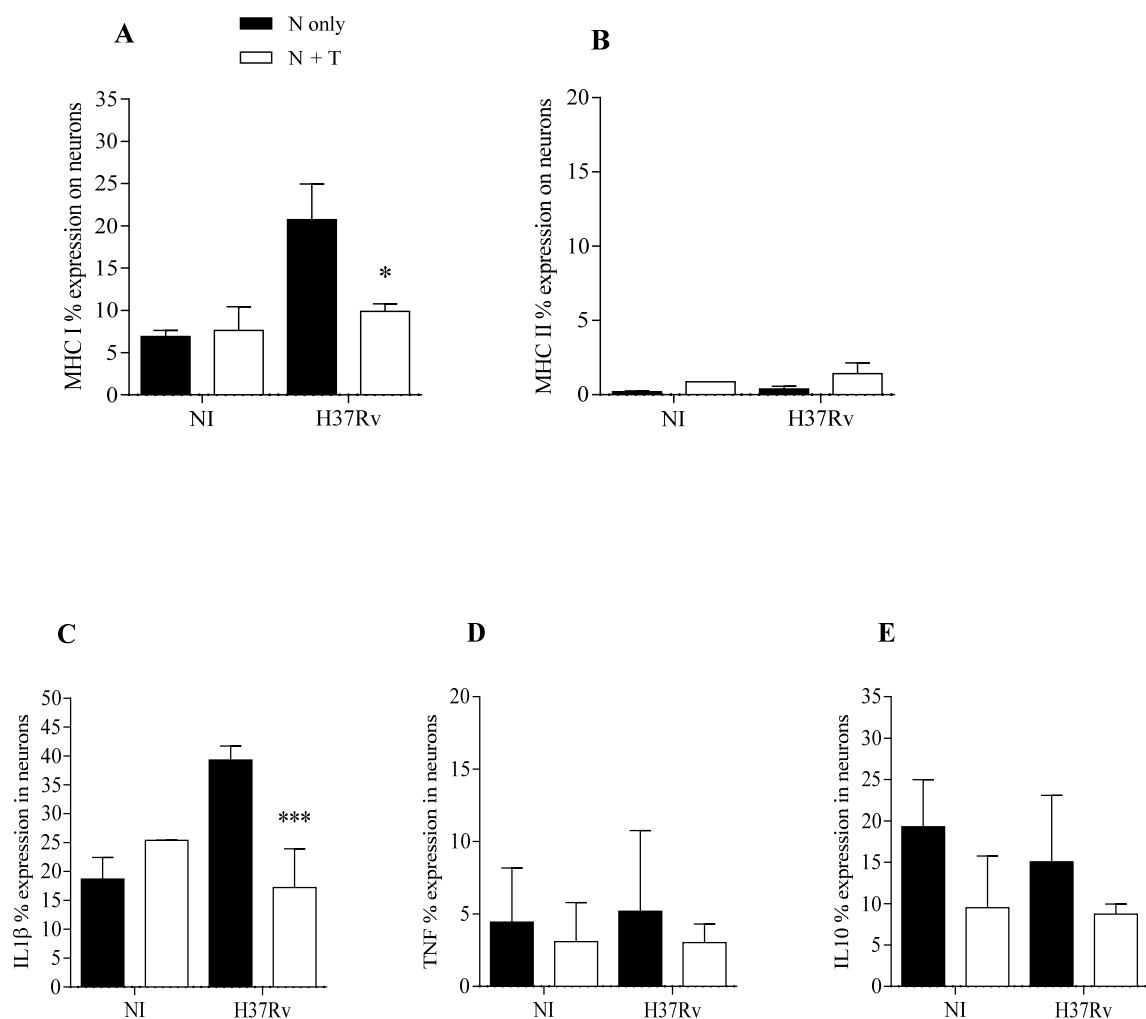 A
N only
N + T
B
MHC I % expression on neurons
35
30
25
20
15
10
5
0
*
NI
H37Rv
MHC II % expression on neurons
20
15
10
5
0
NI
H37Rv
C
D
E
IL1β % expression in neurons
50
45
40
35
30
25
20
15
10
5
0
***
NI
H37Rv
TNF % expression in neurons
20
15
10
5
0
NI
H37Rv
IL10 % expression in neurons
35
30
25
20
15
10
5
0
NI
H37Rv